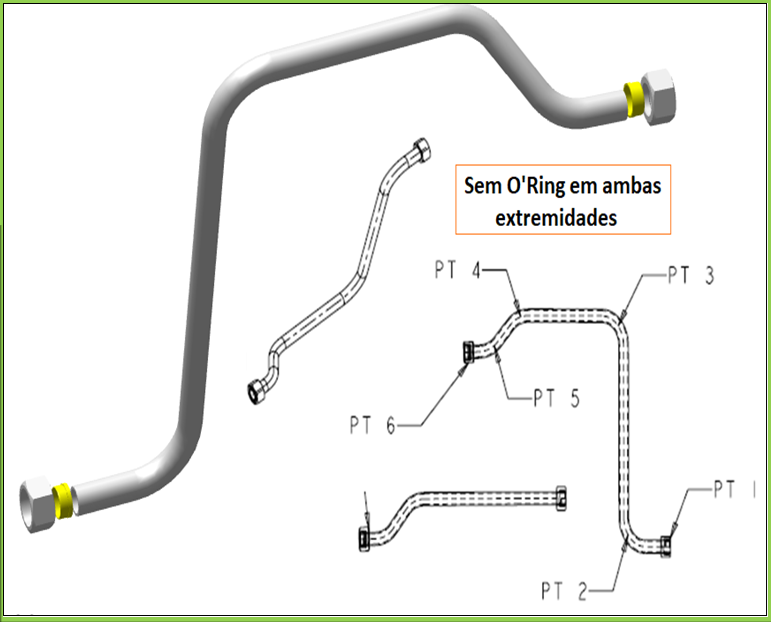 Sem O'Ring em ambas
extremidades
PT 4
PT 3
PT 5
PT 6
PT 1
PT 2